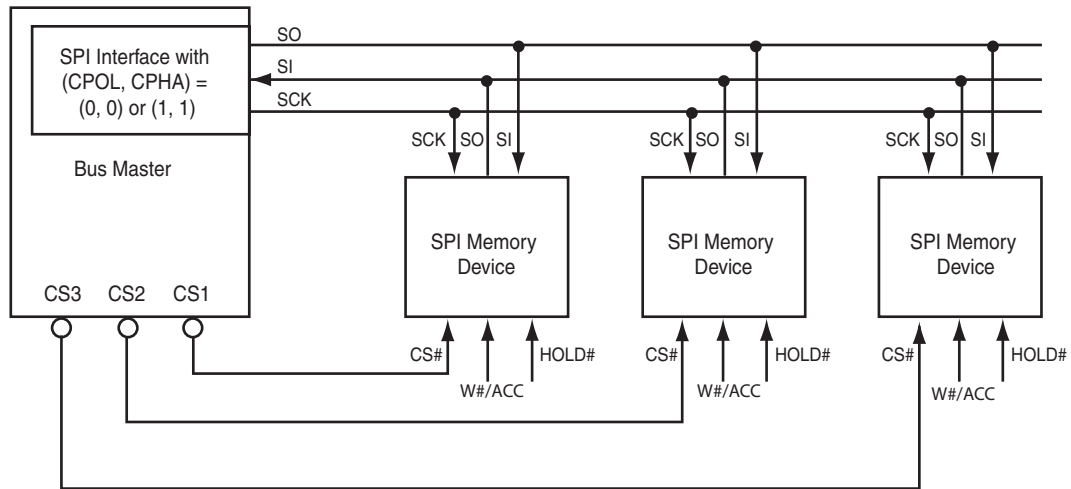 SO
SPI Interface with
(CPOL, CPHA) =
(0, 0) or (1, 1)
SI
SCK
Bus Master
SCK SO SI
SCK SO SI
SCK SO SI
SPI Memory
Device
SPI Memory
Device
SPI Memory
Device
CS3 CS2 CS1
CS#
HOLD#
CS#
HOLD#
CS#
HOLD#
W#/ACC
W#/ACC
W#/ACC